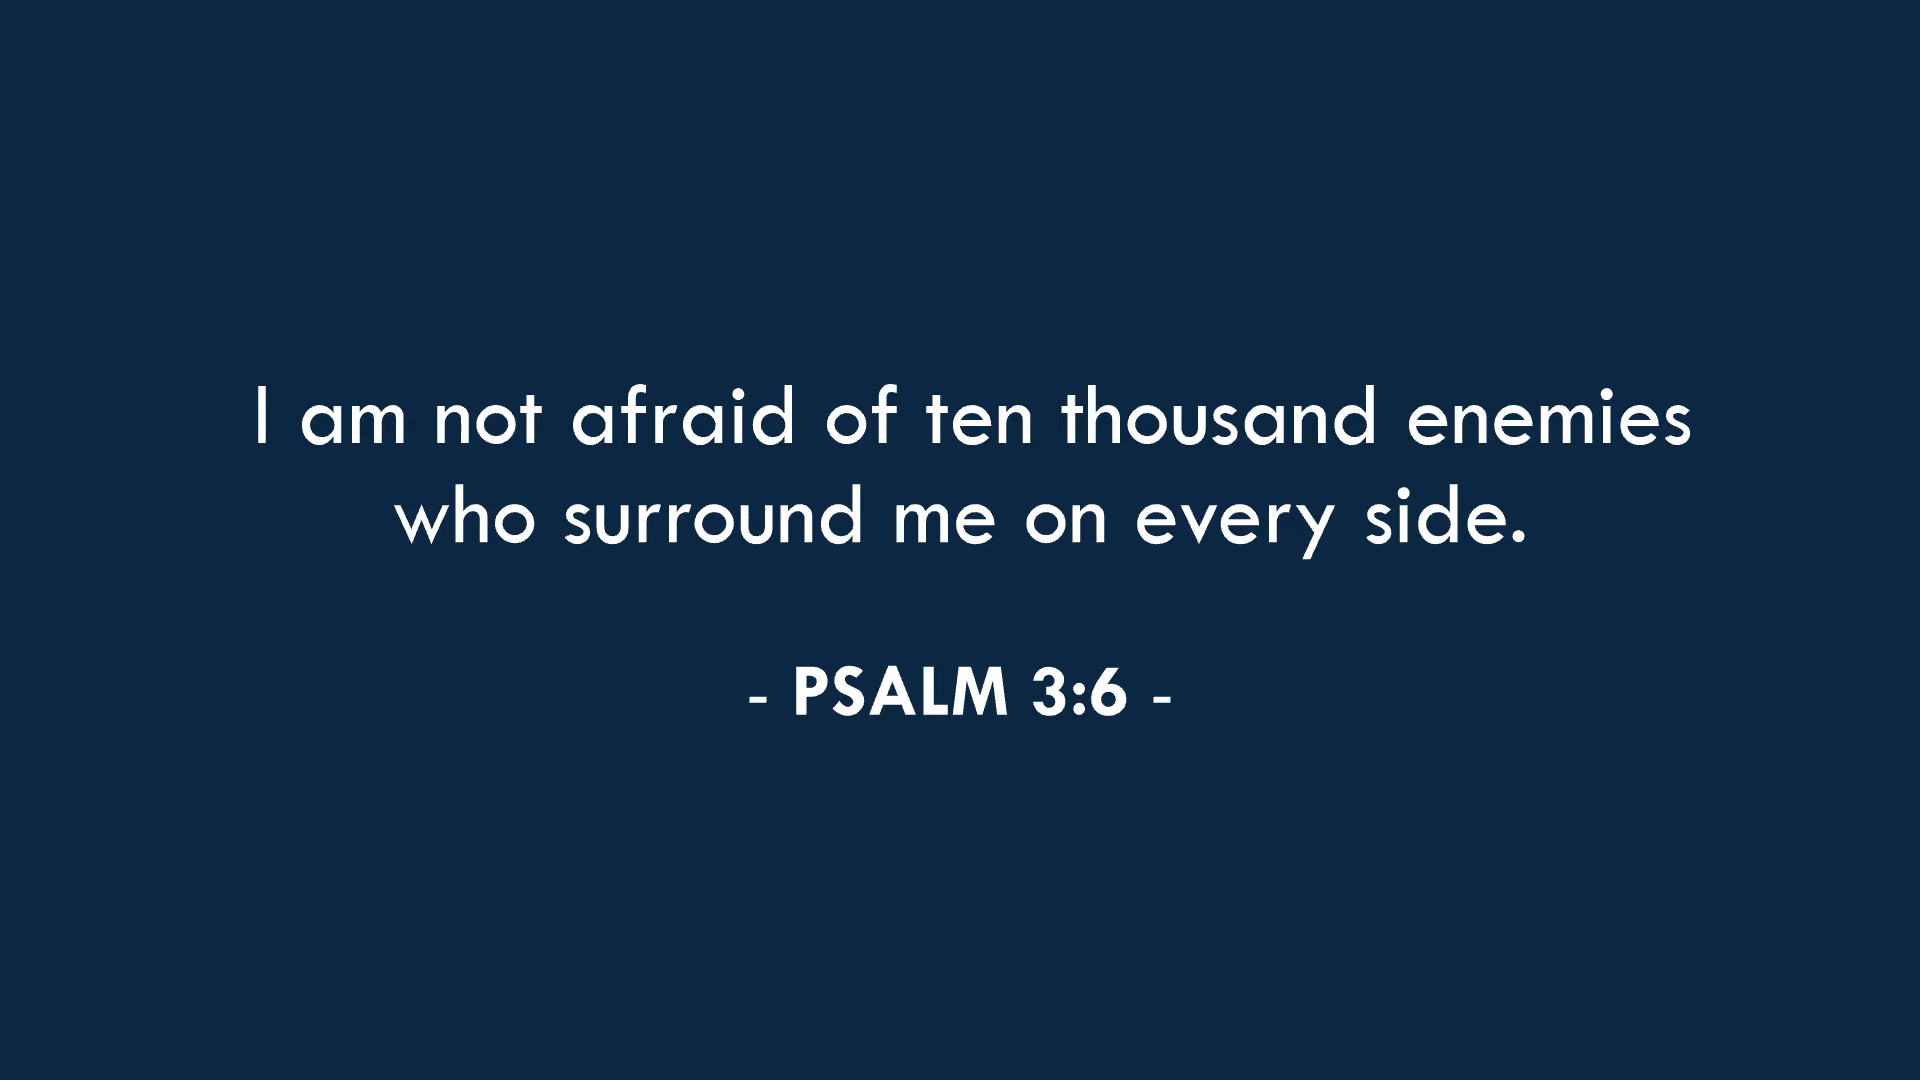 I am not afraid of ten thousand enemies
who surround me on every side.
- PSALM 3:6 -